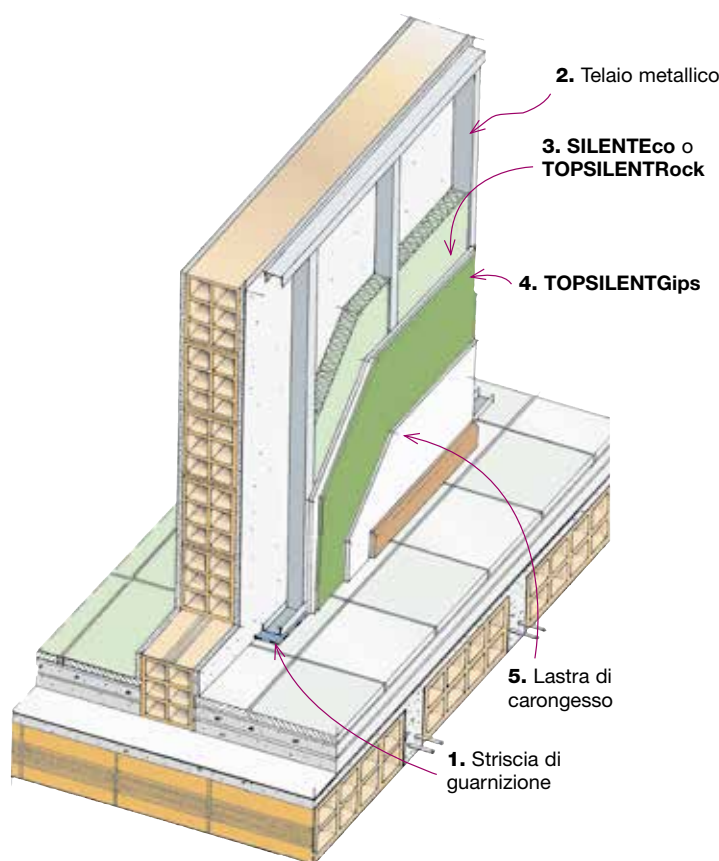 2. Telaio metallico
3. SILENTEco o
TOPSILENTRock
4. TOPSILENTGips
5. Lastra di
carongesso
1. Striscia di
guarnizione